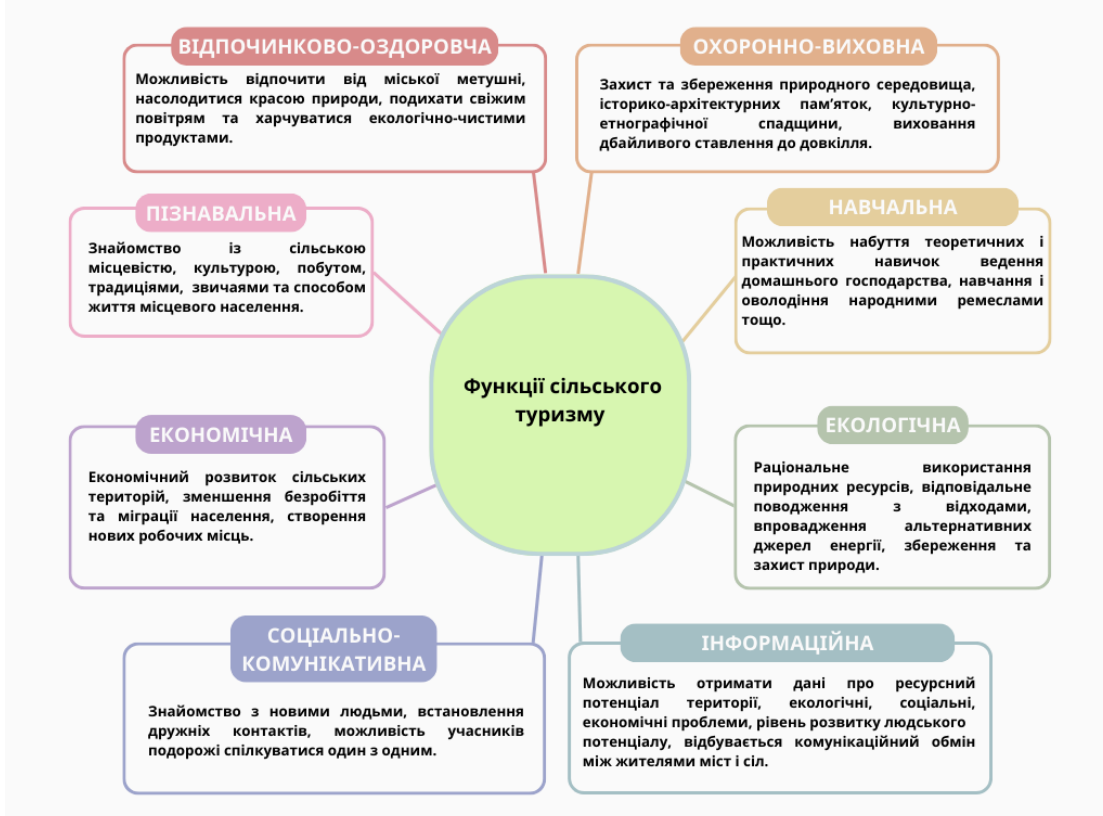 ВІДПОЧИНКОВО-ОЗДОРОВЧА
Можливість відпочити від міської метушні,
насолодитися красою природи, подихати свіжим
повітрям та харчуватися екологічно-чистими
продуктами.
ОХОРОННО-ВИХОВНА
Захист та збереження природного середовища,
історико-архітектурних пам’яток, культурно-
етнографічної спадщини, виховання
дбайливого ставлення до довкілля.
ПІЗНАВАЛЬНА
Знайомство із сільською
місцевістю, культурою, побутом,
традиціями, звичаями та способом
життя місцевого населення.
НАВЧАЛЬНА
Можливість набуття теоретичних і
практичних навичок ведення
домашнього господарства, навчання і
оволодіння народними ремеслами
тощо.
Функції сільського
туризму
ЕКОНОМІЧНА
Економічний розвиток сільських
територій, зменшення безробіття
та міграції населення, створення
нових робочих місць.
ЕКОЛОГІЧНА
Раціональне використання
природних ресурсів, відповідальне
поводження з відходами,
впровадження альтернативних
джерел енергії, збереження та
захист природи.
СОЦІАЛЬНО-
КОМУНІКАТИВНА
Знайомство з новими людьми, встановлення
дружніх контактів, можливість учасників
подорожі спілкуватися один з одним.
ІНФОРМАЦІЙНА
Можливість отримати дані про ресурсний
потенціал території, екологічні, соціальні,
економічні проблеми, рівень розвитку людського
потенціалу, відбувається комунікаційний обмін
між жителями міст і сіл.